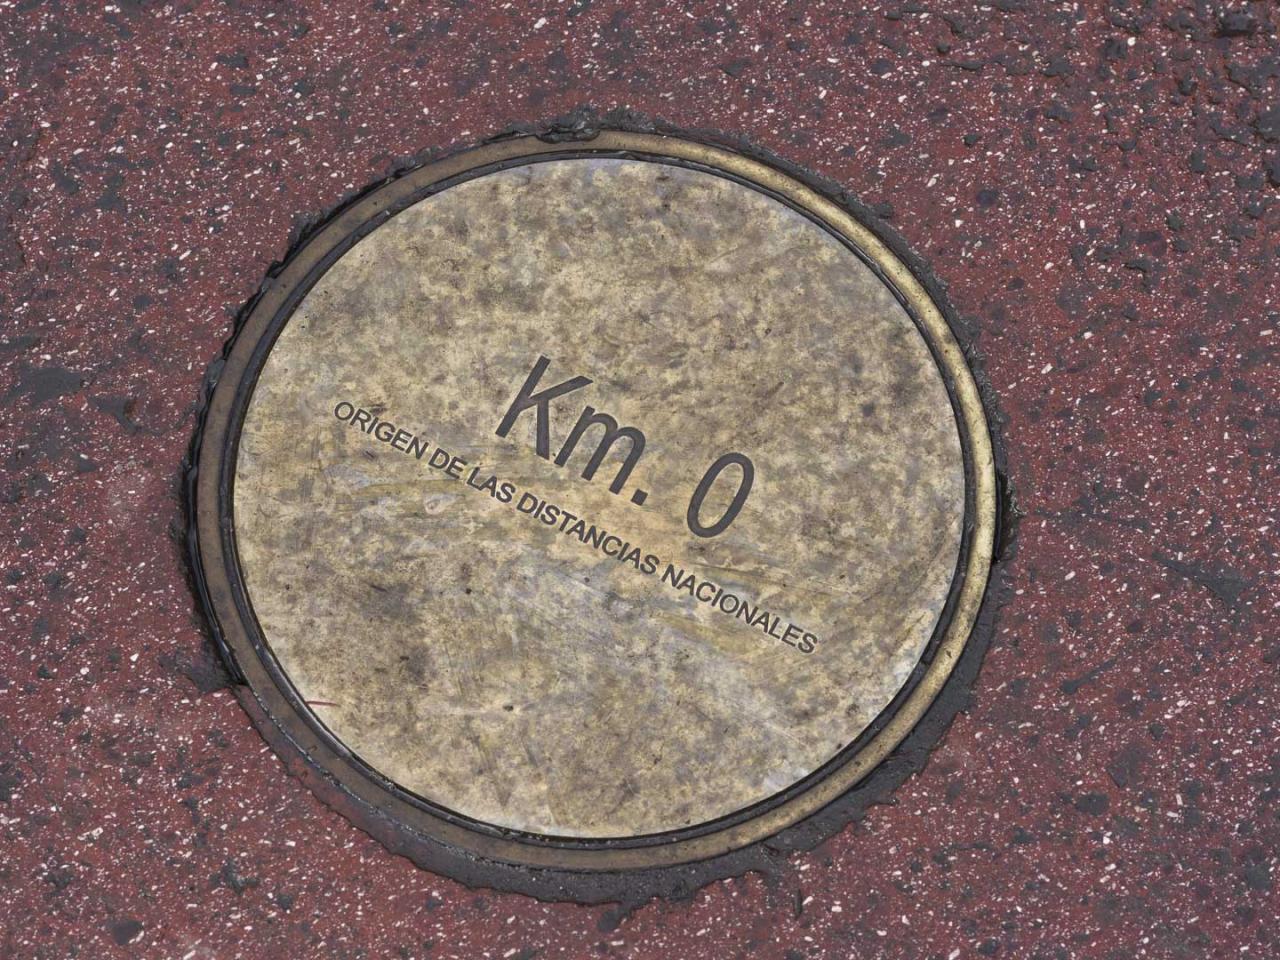 Km. 0
ORIGEN DE LAS DISTANCIAS NACIONALES